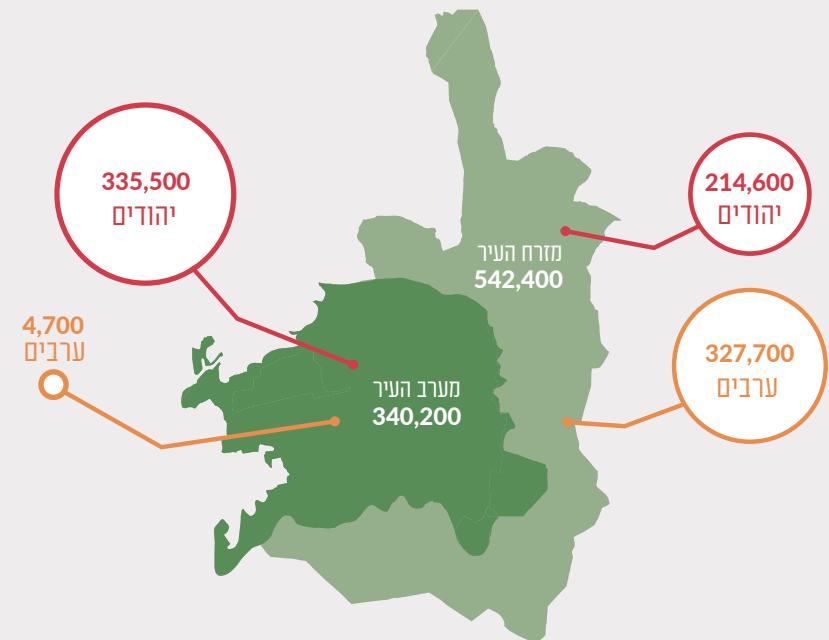 335,500
יהודים
214,600
יהודים
מזרח העיר
542,400
4,700
ערבים
327,700
ערבים
מערב העיר
340,200